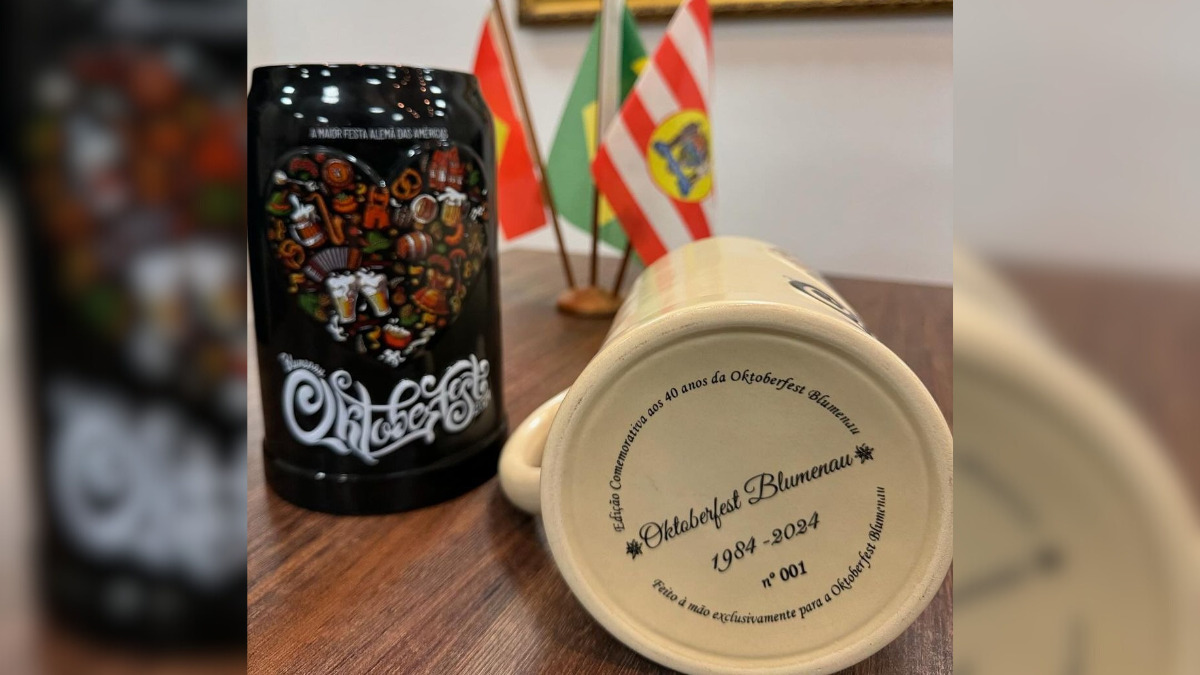 A MAIOR FESTA ALEMÃ DAS AMÉRICAS
Blumenau
Oktoberfest
Edição Comemorativa aos 40 anos da Oktoberfest Blumenau
Oktoberfest Blumenau
1984 -2024
nº 001
Feito à mão exclusivamente para a Oktoberfest Blumenau